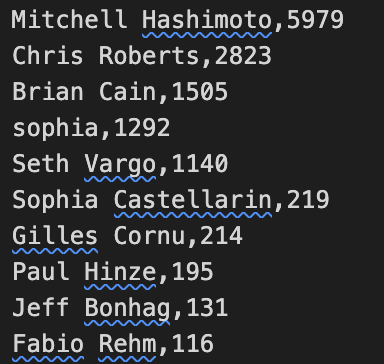 Mitchell Hashimoto,5979
Chris Roberts,2823
Brian Cain,1505
sophia,1292
Seth Vargo,1140
Sophia Castellarin,219
Gilles Cornu,214
Paul Hinze,195
Jeff Bonhag,131
Fabio Rehm,116